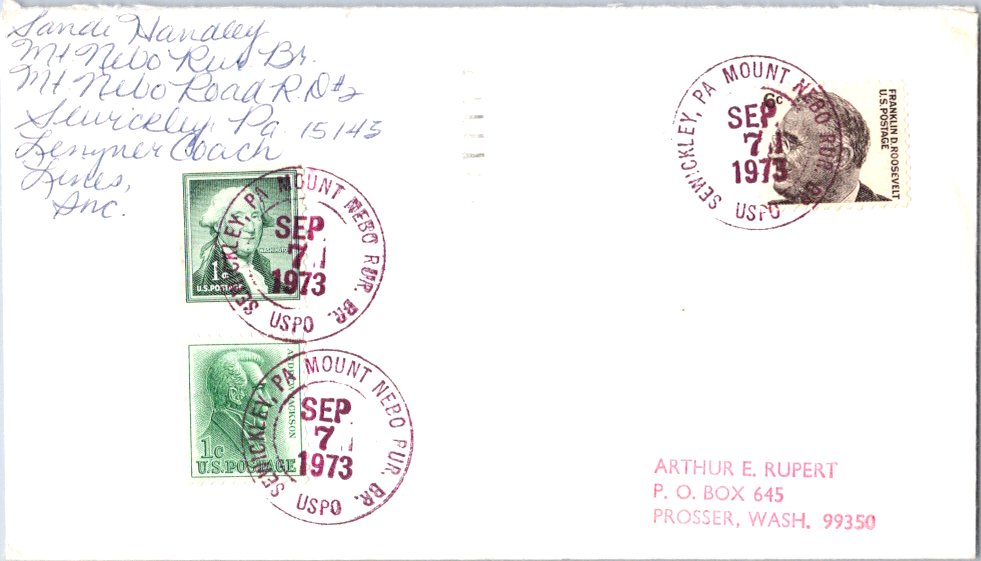 Sandi Handley
Mt Nebo Rur Br.
Mt Nebo Road R.D#2
Sewickley, Pa. 15143
Lenzner Coach
Lines,
Inc.
SEWICKLEY, PA MOUNT NEBO RUR. BR.
SEP
7
1973
USPO
6c
FRANKLIN D. ROOSEVELT
U.S. POSTAGE
SEWICKLEY, PA MOUNT NEBO RUR. BR.
SEP
7
1973
USPO
1c
U.S. POSTAGE
SEWICKLEY, PA MOUNT NEBO RUR. BR.
SEP
7
1973
USPO
ANDREW JACKSON
1c
U.S. POSTAGE
ARTHUR E. RUPERT
P. O. BOX 645
PROSSER, WASH. 99350